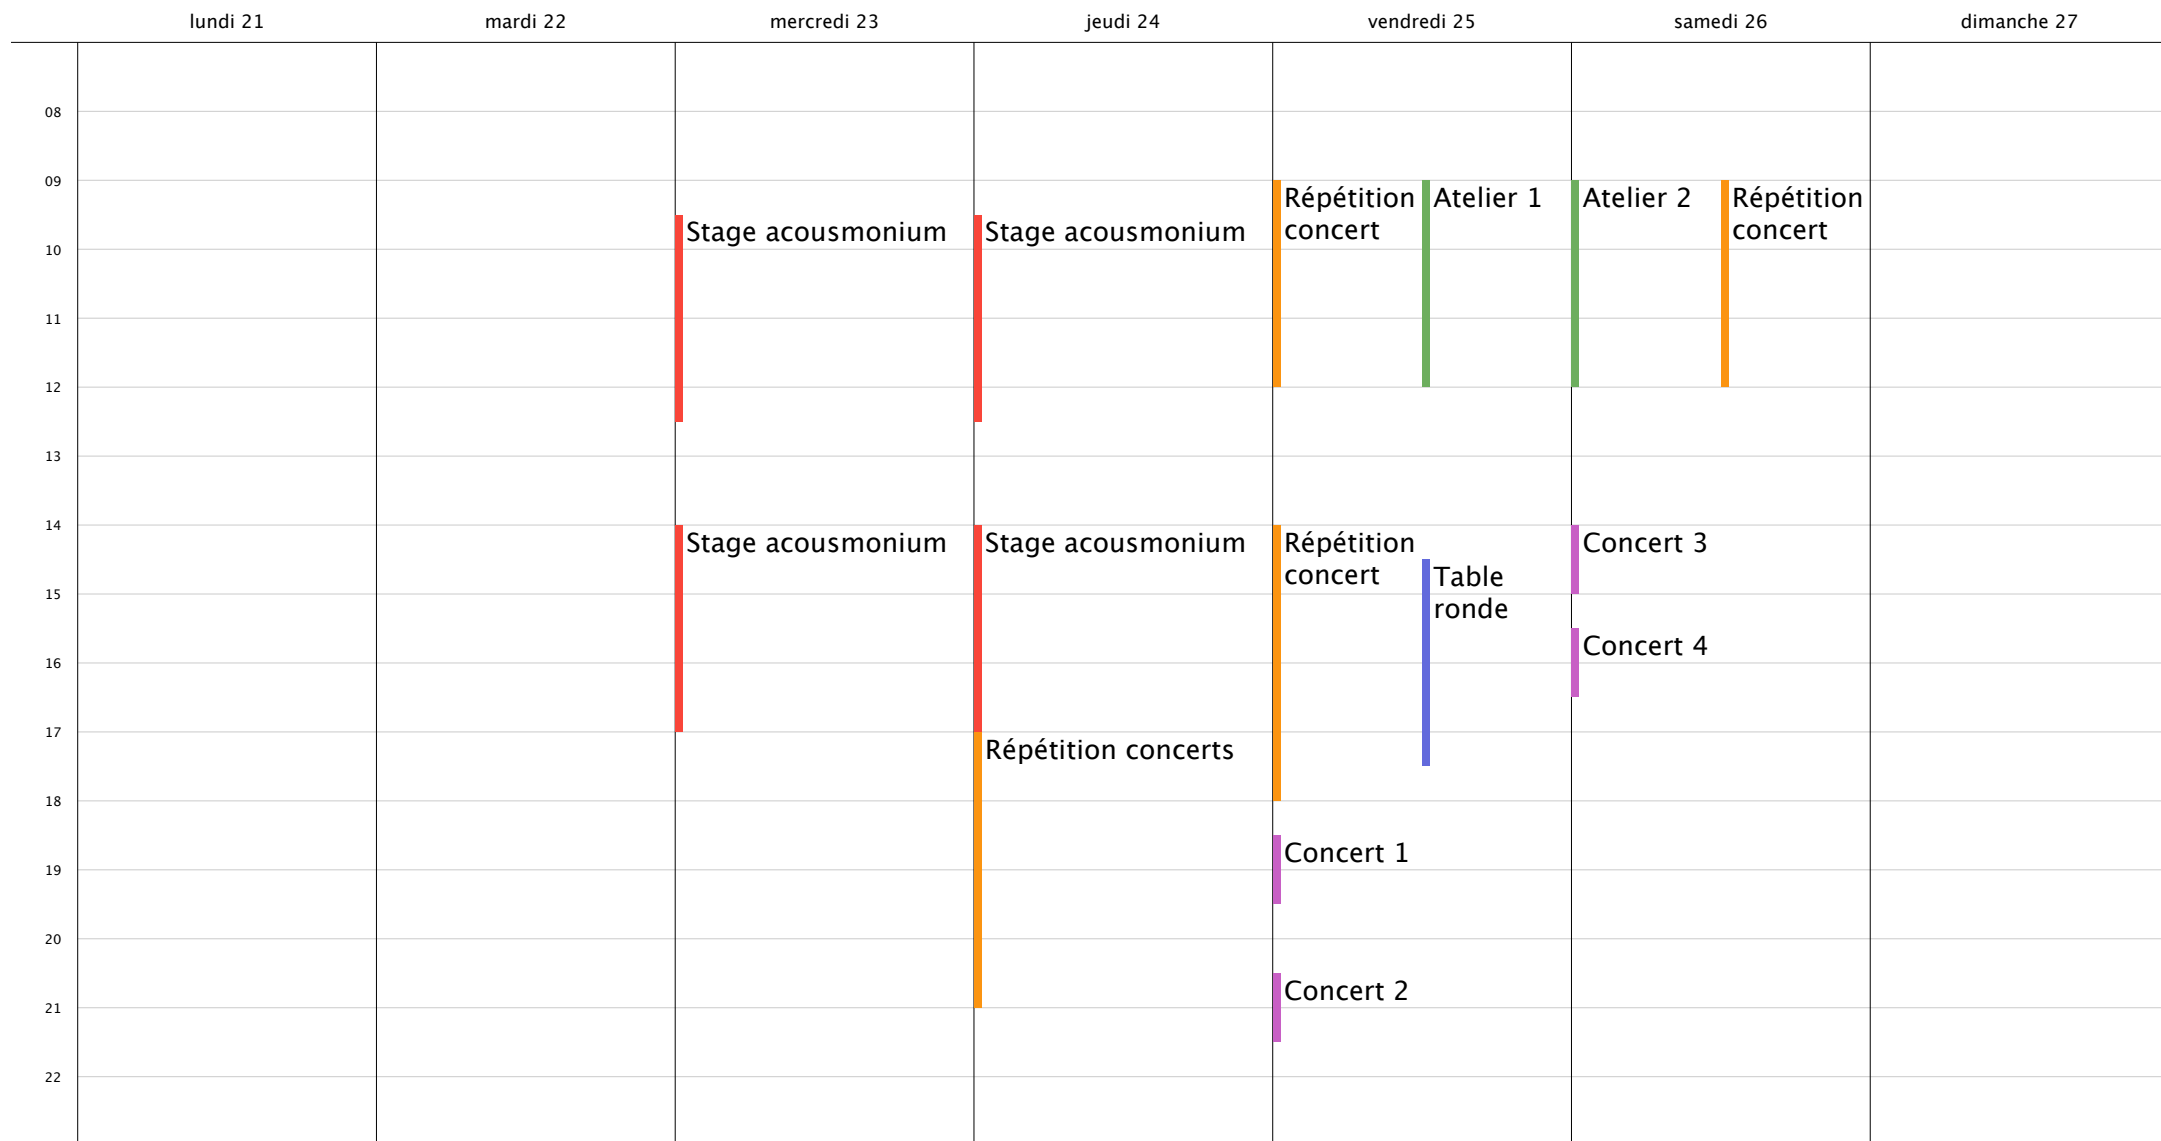 lundi 21 mardi 22 mercredi 23 jeudi 24 vendredi 25 samedi 26 dimanche 27
08
09
Répétition concert
Atelier 1
Atelier 2
Répétition concert
Stage acousmonium
Stage acousmonium
10
11
12
13
14
Stage acousmonium
Stage acousmonium
Répétition concert
Concert 3
Table ronde
15
Concert 4
16
17
Répétition concerts
18
Concert 1
19
20
Concert 2
21
22